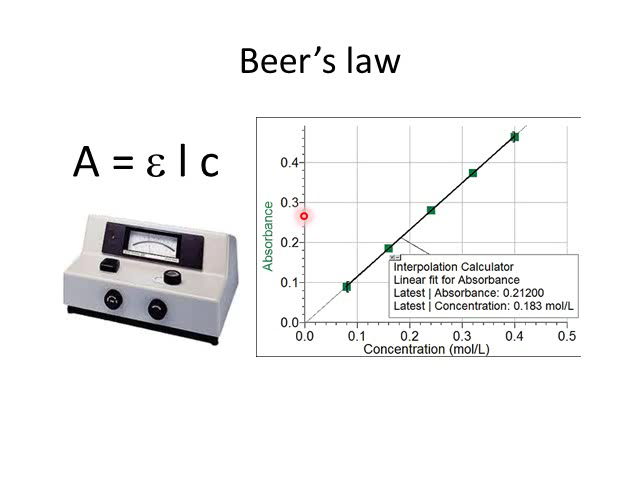 Beer’s law
A = ε l c
Absorbance
0.4
0.3
0.2
0.1
0.0
Interpolation Calculator
Linear fit for Absorbance
Latest | Absorbance: 0.21200
Latest | Concentration: 0.183 mol/L
0.0 0.1 0.2 0.3 0.4 0.5
Concentration (mol/L)